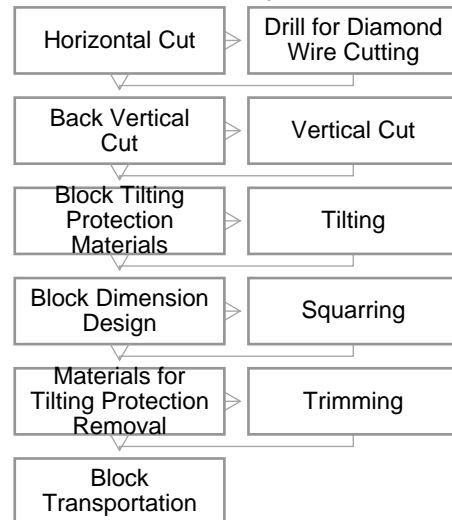 Horizontal Cut
Drill for Diamond
Wire Cutting
Back Vertical
Cut
Vertical Cut
Block Tilting
Protection
Materials
Tilting
Block Dimension
Design
Squarring
Materials for
Tilting Protection
Removal
Trimming
Block
Transportation